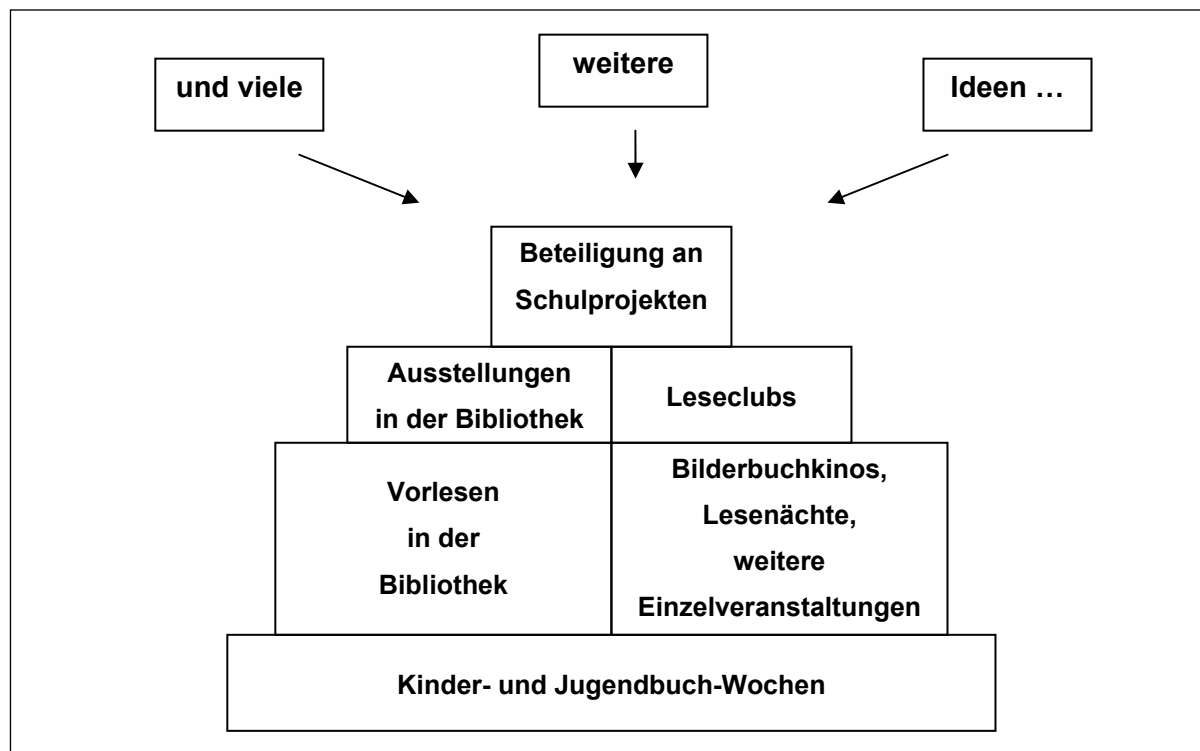 und viele
weitere
Ideen …
Beteiligung an
Schulprojekten
Ausstellungen
in der Bibliothek
Leseclubs
Vorlesen
in der
Bibliothek
Bilderbuchkinos,
Lesenächte,
weitere
Einzelveranstaltungen
Kinder- und Jugendbuch-Wochen